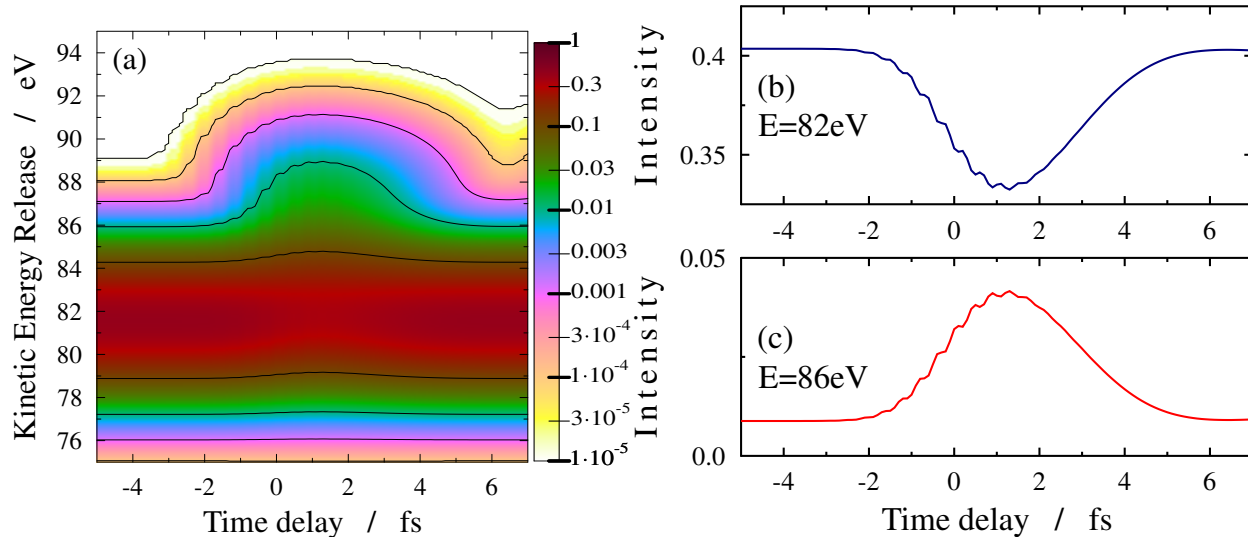 (a)
Kinetic Energy Release / eV
94
92
90
88
86
84
82
80
78
76
-4 -2 0 2 4 6
Time delay / fs
1
0.3
0.1
0.03
0.01
0.003
0.001
3·10-4
1·10-4
3·10-5
1·10-5
Intensity
(b)
E=82eV
0.4
0.35
Intensity
-4 -2 0 2 4 6
(c)
E=86eV
0.05
0.0
Intensity
-4 -2 0 2 4 6
Time delay / fs